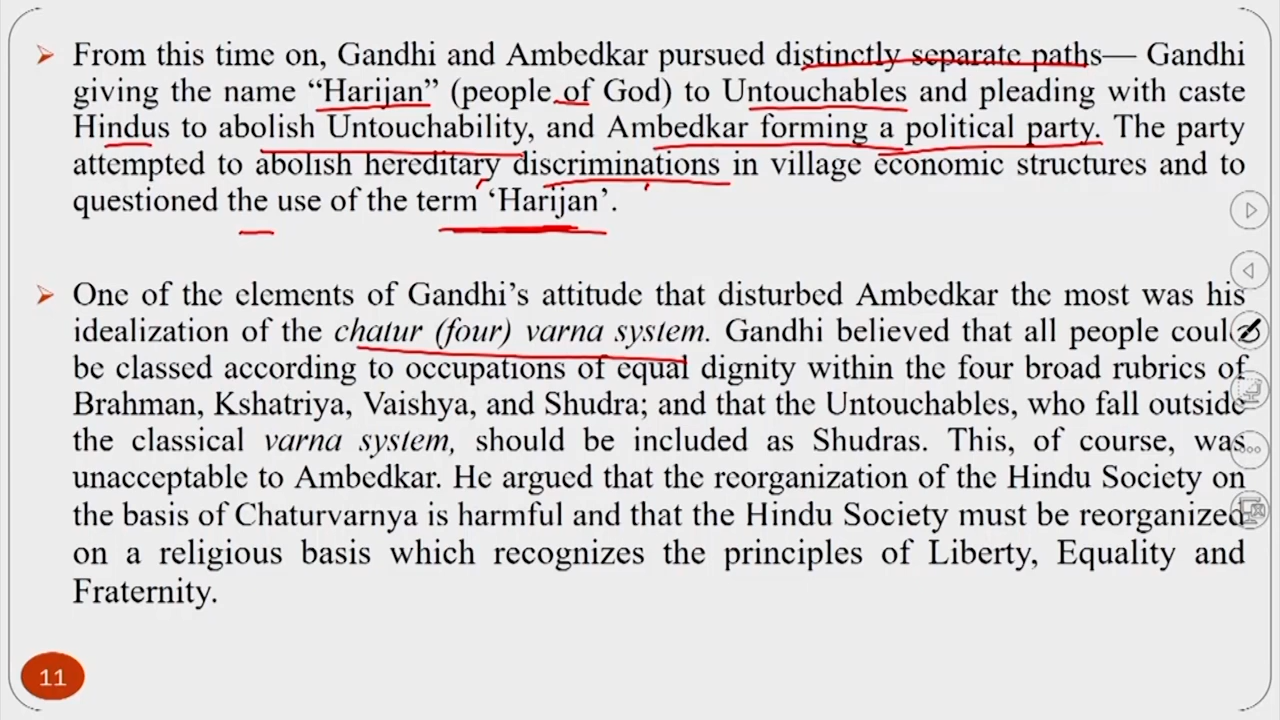 From this time on, Gandhi and Ambedkar pursued distinctly separate paths— Gandhi
giving the name “Harijan” (people of God) to Untouchables and pleading with caste
Hindus to abolish Untouchability, and Ambedkar forming a political party. The party
attempted to abolish hereditary discriminations in village economic structures and to
questioned the use of the term ‘Harijan’.
One of the elements of Gandhi’s attitude that disturbed Ambedkar the most was his
idealization of the chatur (four) varna system. Gandhi believed that all people could
be classed according to occupations of equal dignity within the four broad rubrics of
Brahman, Kshatriya, Vaishya, and Shudra; and that the Untouchables, who fall outside
the classical varna system, should be included as Shudras. This, of course, was
unacceptable to Ambedkar. He argued that the reorganization of the Hindu Society on
the basis of Chaturvarnya is harmful and that the Hindu Society must be reorganized
on a religious basis which recognizes the principles of Liberty, Equality and
Fraternity.
11